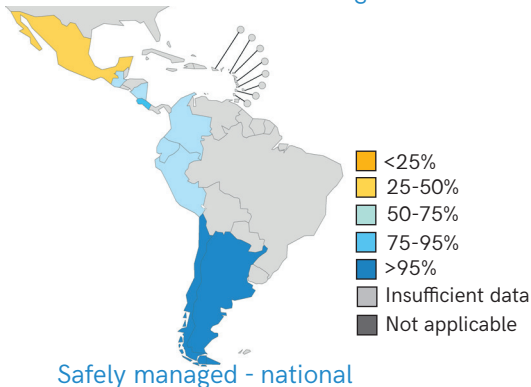 <25%
25-50%
50-75%
75-95%
>95%
Insufficient data
Not applicable
Safely managed - national